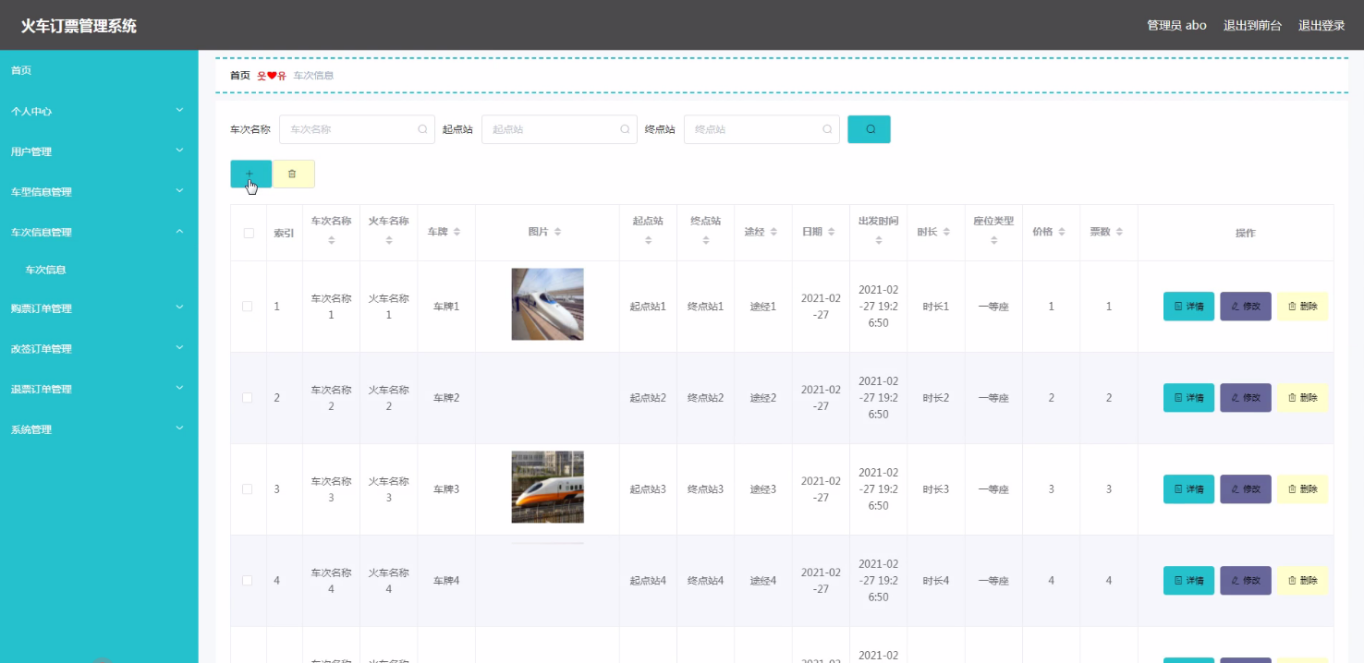 火车订票管理系统
管理员 abo 退出到前台 退出登录
首页
个人中心
用户管理
车型信息管理
车次信息管理
车次信息
购票订单管理
改签订单管理
退票订单管理
系统管理
首页 웃❤유 车次信息
车次名称 车次名称 起点站 起点站 终点站 终点站
索引 车次名称 火车名称 车牌 图片 起点站 终点站 途经 日期 出发时间 时长 座位类型 价格 票数 操作
1 车次名称1 火车名称1 车牌1 起点站1 终点站1 途经1 2021-02-27 2021-02-27 19:26:50 时长1 一等座 1 1 详情 修改 删除
2 车次名称2 火车名称2 车牌2 起点站2 终点站2 途经2 2021-02-27 2021-02-27 19:26:50 时长2 一等座 2 2 详情 修改 删除
3 车次名称3 火车名称3 车牌3 起点站3 终点站3 途经3 2021-02-27 2021-02-27 19:26:50 时长3 一等座 3 3 详情 修改 删除
4 车次名称4 火车名称4 车牌4 起点站4 终点站4 途经4 2021-02-27 2021-02-27 19:26:50 时长4 一等座 4 4 详情 修改 删除
2021-02